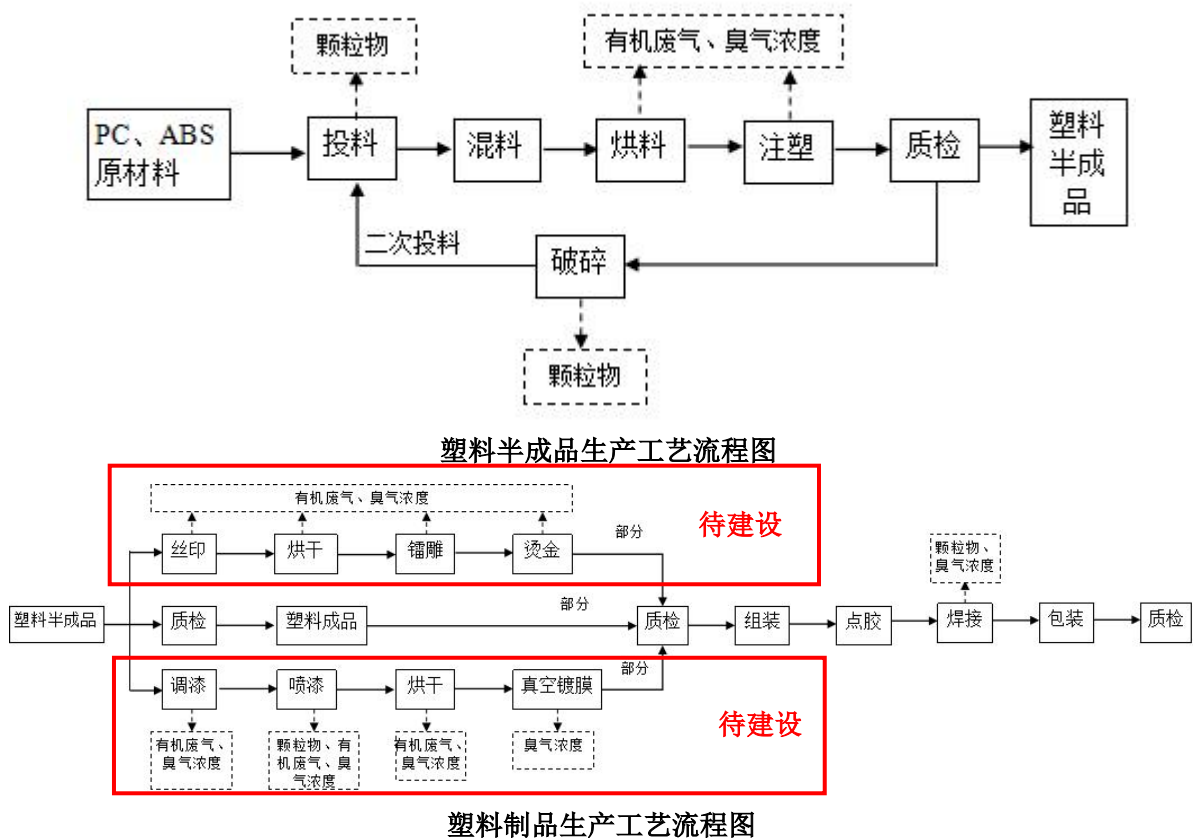 颗粒物
有机废气、臭气浓度
PC、ABS
原材料
投料
混料
烘料
注塑
质检
塑料
半成
品
二次投料
破碎
颗粒物
塑料半成品生产工艺流程图
有机废气、臭气浓度
待建设
丝印
烘干
镭雕
烫金
部分
颗粒物、
臭气浓度
塑料半成品
质检
塑料成品
部分
质检
组装
点胶
焊接
包装
质检
部分
调漆
喷漆
烘干
真空镀膜
待建设
有机废气、
臭气浓度
颗粒物、有
机废气、臭
气浓度
有机废气、
臭气浓度
臭气浓度
塑料制品生产工艺流程图